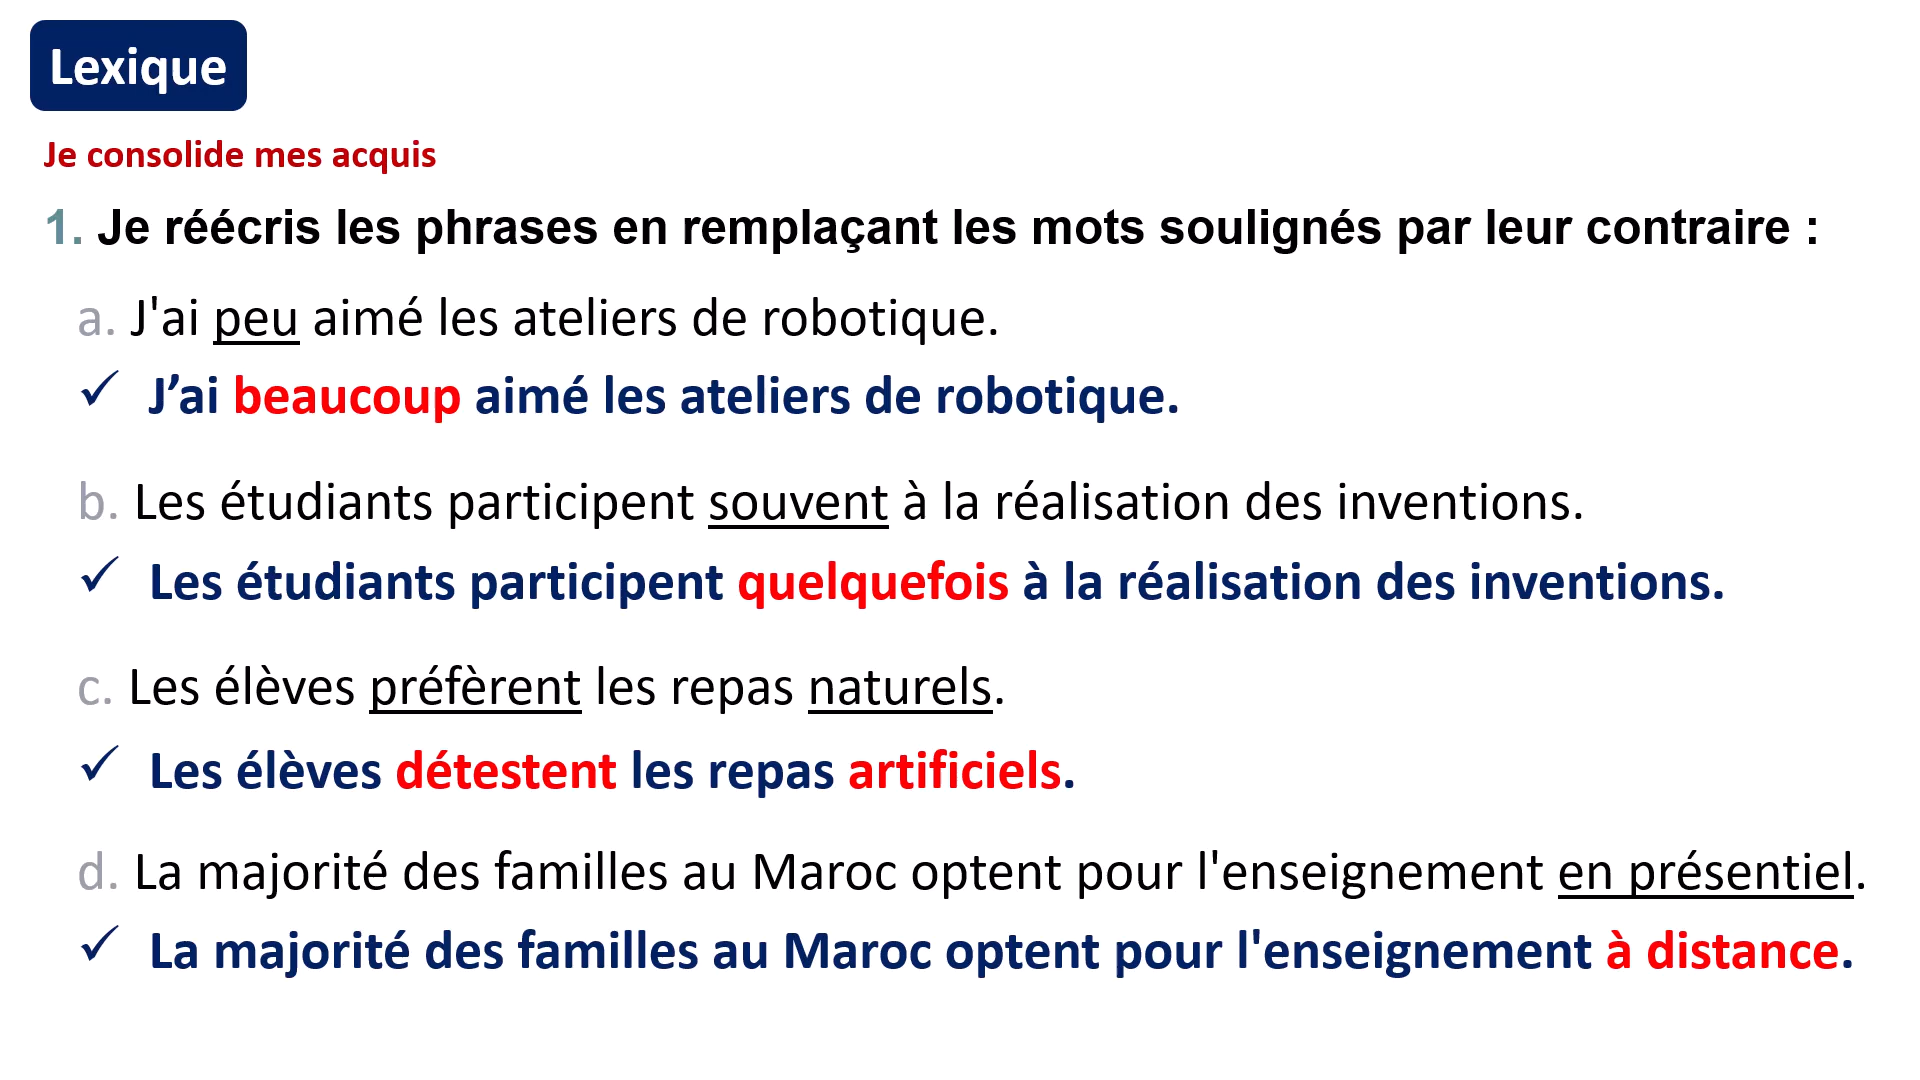 Lexique
Je consolide mes acquis
1. Je réécris les phrases en remplaçant les mots soulignés par leur contraire :
a. J'ai peu aimé les ateliers de robotique.
✓ J’ai beaucoup aimé les ateliers de robotique.
b. Les étudiants participent souvent à la réalisation des inventions.
✓ Les étudiants participent quelquefois à la réalisation des inventions.
c. Les élèves préfèrent les repas naturels.
✓ Les élèves détestent les repas artificiels.
d. La majorité des familles au Maroc optent pour l'enseignement en présentiel.
✓ La majorité des familles au Maroc optent pour l'enseignement à distance.